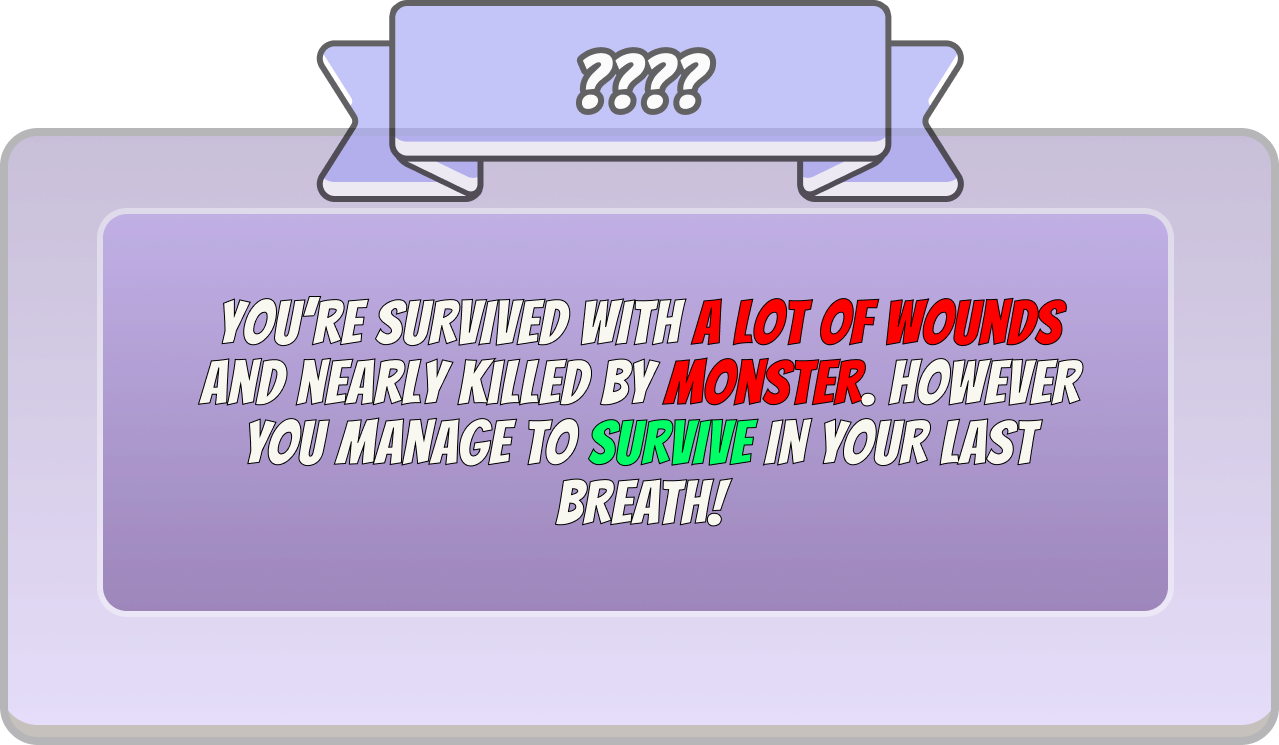 ????
YOU'RE SURVIVED WITH A LOT OF WOUNDS
AND NEARLY KILLED BY MONSTER. HOWEVER
YOU MANAGE TO SURVIVE IN YOUR LAST
BREATH!